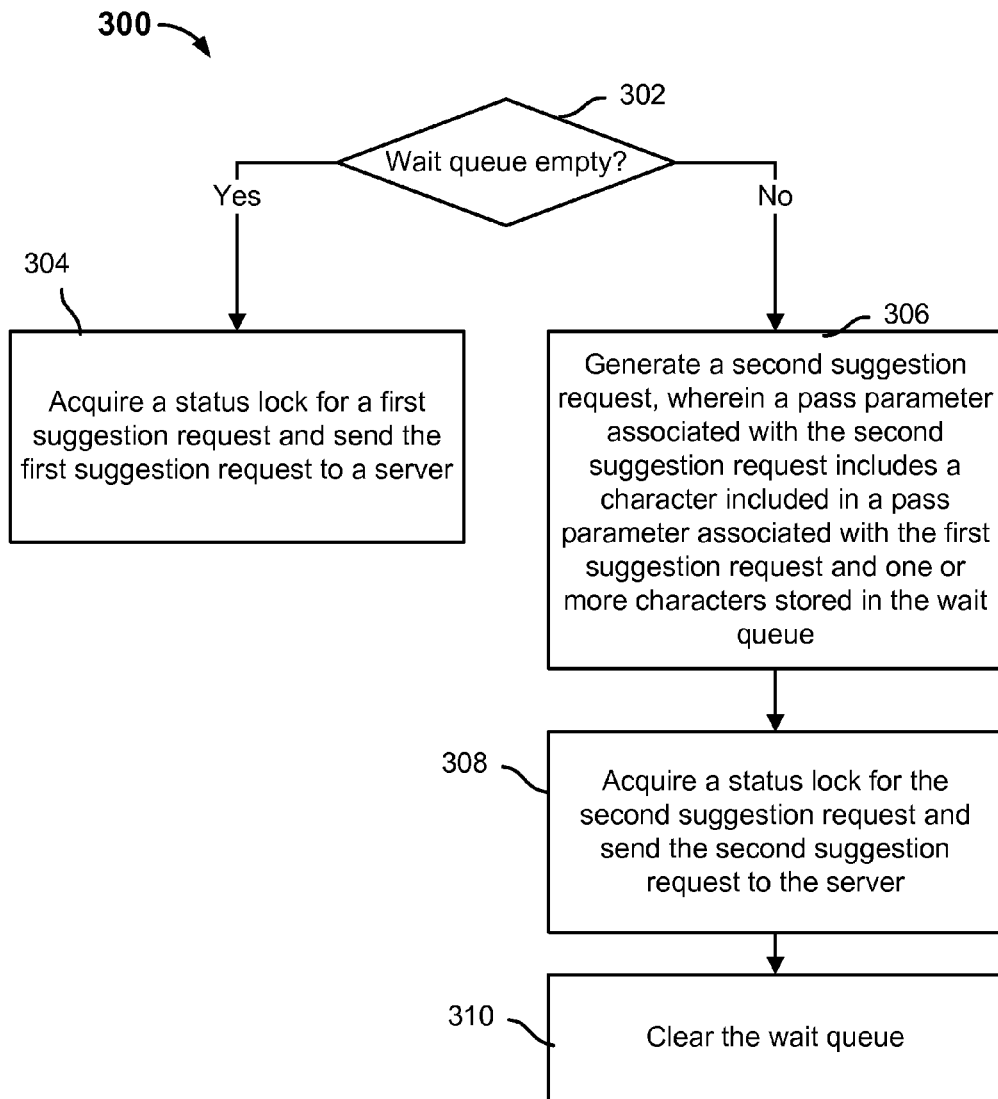 300
302
Wait queue empty?
Yes
No
304
306
Acquire a status lock for a first
suggestion request and send the
first suggestion request to a server
Generate a second suggestion
request, wherein a pass parameter
associated with the second
suggestion request includes a
character included in a pass
parameter associated with the first
suggestion request and one or
more characters stored in the wait
queue
308
Acquire a status lock for the
second suggestion request and
send the second suggestion
request to the server
310
Clear the wait queue